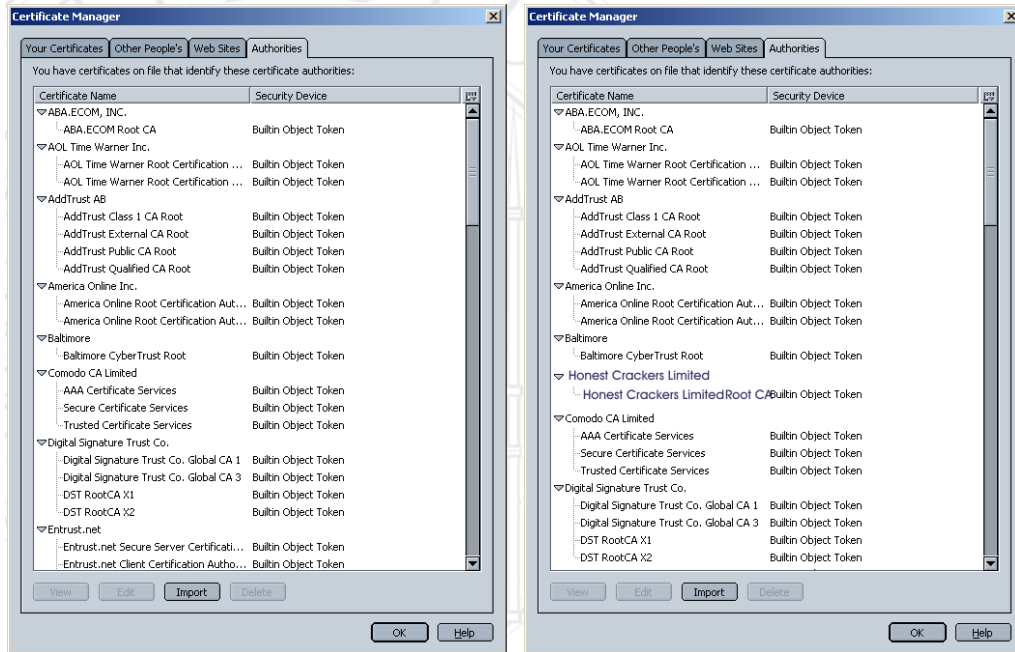 Certificate Manager
Your Certificates Other People's Web Sites Authorities
You have certificates on file that identify these certificate authorities:
Certificate Name Security Device
ABA.ECOM, INC.
ABA.ECOM Root CA Builtin Object Token
AOL Time Warner Inc.
AOL Time Warner Root Certification ... Builtin Object Token
AOL Time Warner Root Certification ... Builtin Object Token
AddTrust AB
AddTrust Class 1 CA Root Builtin Object Token
AddTrust External CA Root Builtin Object Token
AddTrust Public CA Root Builtin Object Token
AddTrust Qualified CA Root Builtin Object Token
America Online Inc.
America Online Root Certification Aut... Builtin Object Token
America Online Root Certification Aut... Builtin Object Token
Baltimore
Baltimore CyberTrust Root Builtin Object Token
Comodo CA Limited
AAA Certificate Services Builtin Object Token
Secure Certificate Services Builtin Object Token
Trusted Certificate Services Builtin Object Token
Digital Signature Trust Co.
Digital Signature Trust Co. Global CA 1 Builtin Object Token
Digital Signature Trust Co. Global CA 3 Builtin Object Token
DST RootCA X1 Builtin Object Token
DST RootCA X2 Builtin Object Token
Entrust.net
Entrust.net Secure Server Certificati... Builtin Object Token
Entrust.net Client Certification Autho... Builtin Object Token
View Edit Import Delete
OK Help
Certificate Manager
Your Certificates Other People's Web Sites Authorities
You have certificates on file that identify these certificate authorities:
Certificate Name Security Device
ABA.ECOM, INC.
ABA.ECOM Root CA Builtin Object Token
AOL Time Warner Inc.
AOL Time Warner Root Certification ... Builtin Object Token
AOL Time Warner Root Certification ... Builtin Object Token
AddTrust AB
AddTrust Class 1 CA Root Builtin Object Token
AddTrust External CA Root Builtin Object Token
AddTrust Public CA Root Builtin Object Token
AddTrust Qualified CA Root Builtin Object Token
America Online Inc.
America Online Root Certification Aut... Builtin Object Token
America Online Root Certification Aut... Builtin Object Token
Baltimore
Baltimore CyberTrust Root Builtin Object Token
Honest Crackers Limited
Honest Crackers LimitedRoot CA Builtin Object Token
Comodo CA Limited
AAA Certificate Services Builtin Object Token
Secure Certificate Services Builtin Object Token
Trusted Certificate Services Builtin Object Token
Digital Signature Trust Co.
Digital Signature Trust Co. Global CA 1 Builtin Object Token
Digital Signature Trust Co. Global CA 3 Builtin Object Token
DST RootCA X1 Builtin Object Token
DST RootCA X2 Builtin Object Token
View Edit Import Delete
OK Help